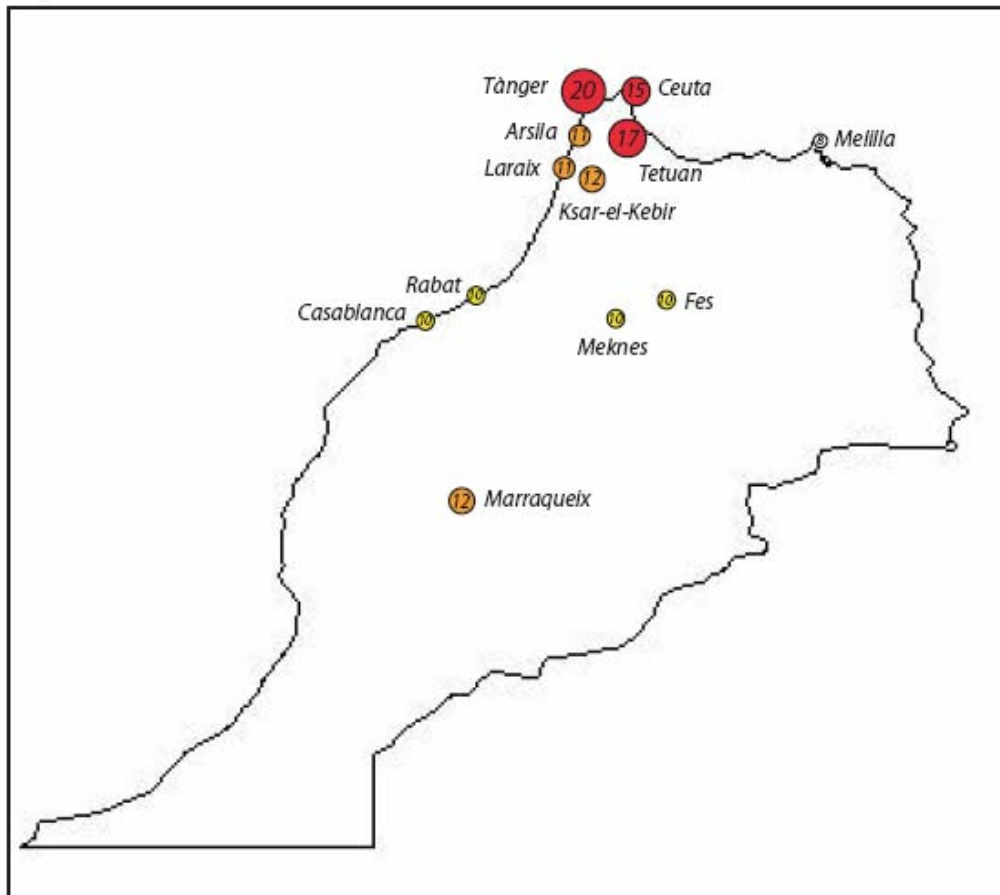 Tànger
20
15
Ceuta
Arsila
11
17
Tetuan
8
Melilla
Laraix
11
12
Ksar-el-Kebir
Rabat
10
Casablanca
10
10
Fes
10
Meknes
12
Marraqueix